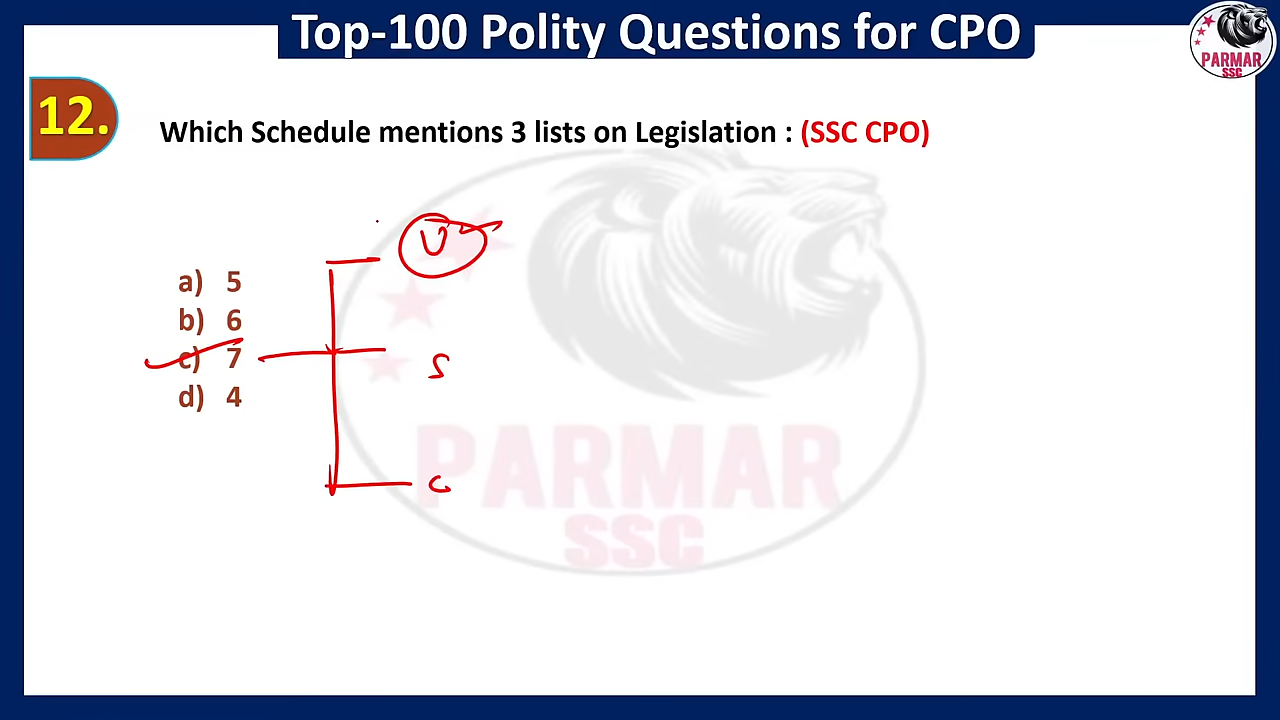 Top-100 Polity Questions for CPO
PARMAR
SSC
12.
Which Schedule mentions 3 lists on Legislation : (SSC CPO)
U
a) 5
b) 6
c) 7
S
d) 4
C
PARMAR
SSC